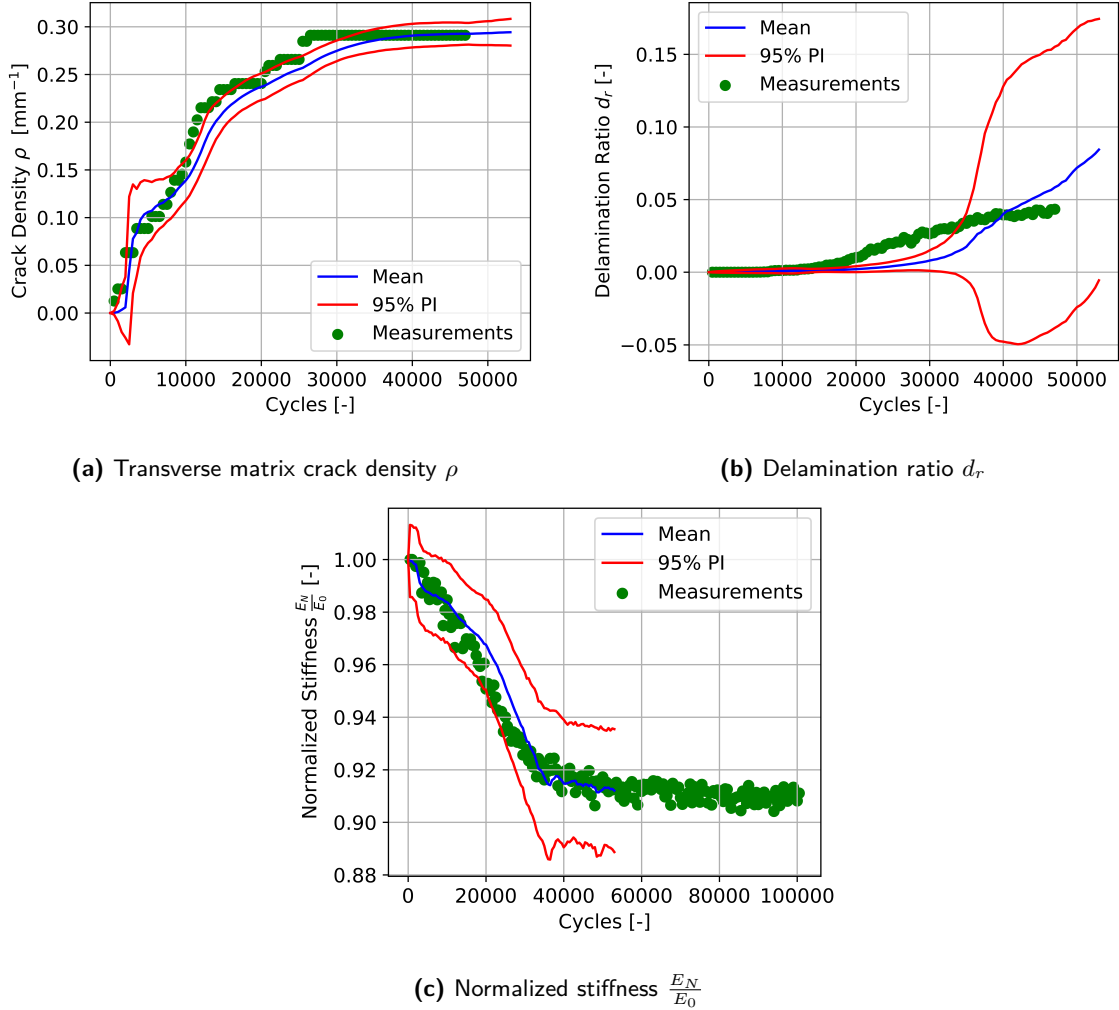 0.30
0.25
0.20
0.15
0.10
0.05
0.00
Crack Density ρ [mm⁻¹]
Mean
95% PI
Measurements
0 10000 20000 30000 40000 50000
Cycles [-]
(a) Transverse matrix crack density ρ
0.15
0.10
0.05
0.00
−0.05
Delamination Ratio d_r [-]
Mean
95% PI
Measurements
0 10000 20000 30000 40000 50000
Cycles [-]
(b) Delamination ratio d_r
1.00
0.98
0.96
0.94
0.92
0.90
0.88
Normalized Stiffness E_N/E_0 [-]
Mean
95% PI
Measurements
0 20000 40000 60000 80000 100000
Cycles [-]
(c) Normalized stiffness E_N/E_0